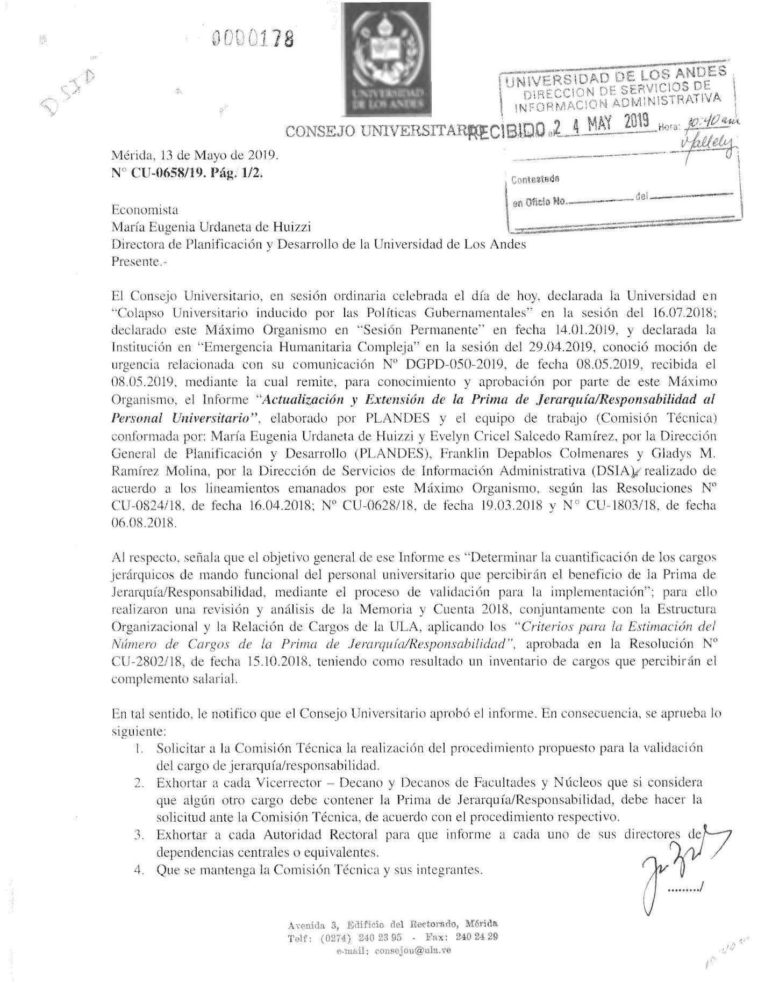 0000178
DSIA
UNIVERSIDAD
DE LOS ANDES
UNIVERSIDAD DE LOS ANDES
DIRECCION DE SERVICIOS DE
INFORMACION ADMINISTRATIVA
RECIBIDO el 24 MAY 2019 Hora: 10:40am
CONSEJO UNIVERSITARIO
Contestada
en Oficio No. del
Mérida, 13 de Mayo de 2019.
N° CU-0658/19. Pág. 1/2.
Economista
María Eugenia Urdaneta de Huizzi
Directora de Planificación y Desarrollo de la Universidad de Los Andes
Presente.-
El Consejo Universitario, en sesión ordinaria celebrada el día de hoy, declarada la Universidad en
“Colapso Universitario inducido por las Políticas Gubernamentales” en la sesión del 16.07.2018;
declarado este Máximo Organismo en “Sesión Permanente” en fecha 14.01.2019, y declarada la
Institución en “Emergencia Humanitaria Compleja” en la sesión del 29.04.2019, conoció moción de
urgencia relacionada con su comunicación Nº DGPD-050-2019, de fecha 08.05.2019, recibida el
08.05.2019, mediante la cual remite, para conocimiento y aprobación por parte de este Máximo
Organismo, el Informe “Actualización y Extensión de la Prima de Jerarquía/Responsabilidad al
Personal Universitario”, elaborado por PLANDES y el equipo de trabajo (Comisión Técnica)
conformada por: María Eugenia Urdaneta de Huizzi y Evelyn Cricel Salcedo Ramírez, por la Dirección
General de Planificación y Desarrollo (PLANDES), Franklin Depablos Colmenares y Gladys M.
Ramírez Molina, por la Dirección de Servicios de Información Administrativa (DSIA), realizado de
acuerdo a los lineamientos emanados por este Máximo Organismo, según las Resoluciones Nº
CU-0824/18, de fecha 16.04.2018; Nº CU-0628/18, de fecha 19.03.2018 y N° CU-1803/18, de fecha
06.08.2018.
Al respecto, señala que el objetivo general de ese Informe es “Determinar la cuantificación de los cargos
jerárquicos de mando funcional del personal universitario que percibirán el beneficio de la Prima de
Jerarquía/Responsabilidad, mediante el proceso de validación para la implementación”; para ello
realizaron una revisión y análisis de la Memoria y Cuenta 2018, conjuntamente con la Estructura
Organizacional y la Relación de Cargos de la ULA, aplicando los “Criterios para la Estimación del
Número de Cargos de la Prima de Jerarquía/Responsabilidad”, aprobada en la Resolución Nº
CU-2802/18, de fecha 15.10.2018, teniendo como resultado un inventario de cargos que percibirán el
complemento salarial.
En tal sentido, le notifico que el Consejo Universitario aprobó el informe. En consecuencia, se aprueba lo
siguiente:
1. Solicitar a la Comisión Técnica la realización del procedimiento propuesto para la validación
del cargo de jerarquía/responsabilidad.
2. Exhortar a cada Vicerrector – Decano y Decanos de Facultades y Núcleos que si considera
que algún otro cargo debe contener la Prima de Jerarquía/Responsabilidad, debe hacer la
solicitud ante la Comisión Técnica, de acuerdo con el procedimiento respectivo.
3. Exhortar a cada Autoridad Rectoral para que informe a cada uno de sus directores de
dependencias centrales o equivalentes.
4. Que se mantenga la Comisión Técnica y sus integrantes.
........./
Avenida 3, Edificio del Rectorado, Mérida
Telf: (0274) 240 23 95 - Fax: 240 24 29
e-mail: consejou@ula.ve